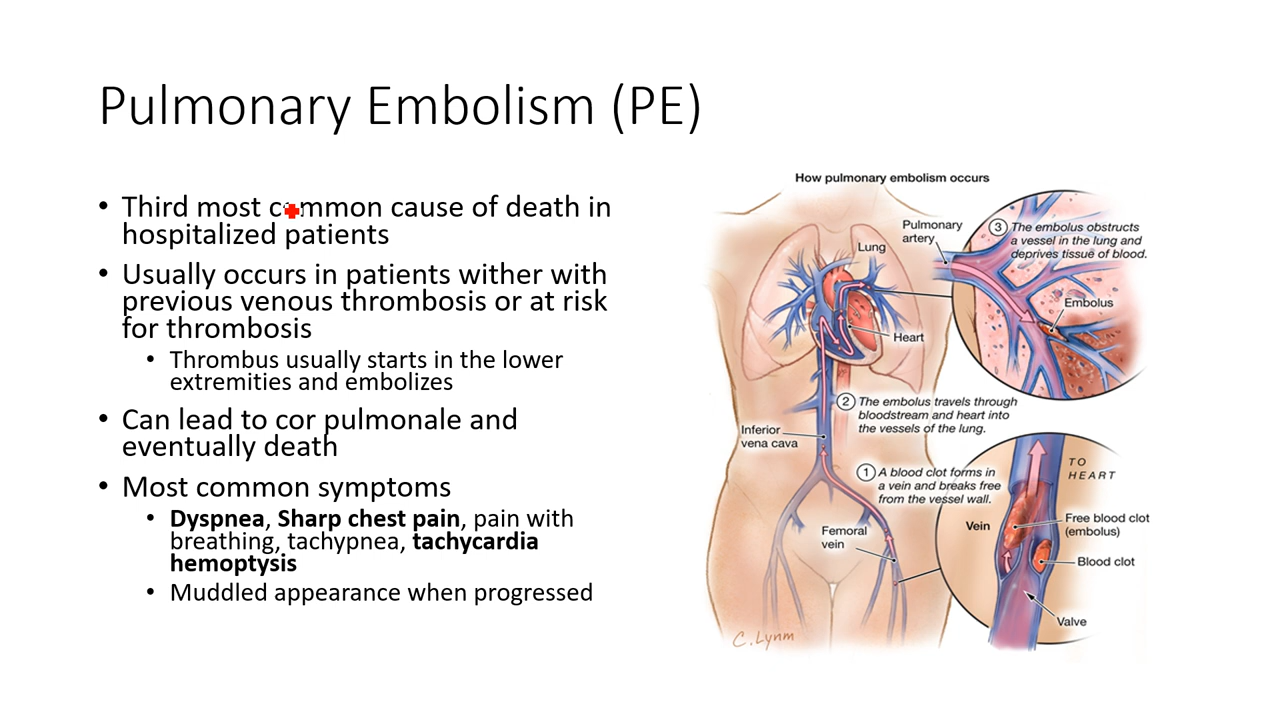 Pulmonary Embolism (PE)
• Third most common cause of death in
hospitalized patients
• Usually occurs in patients wither with
previous venous thrombosis or at risk
for thrombosis
• Thrombus usually starts in the lower
extremities and embolizes
• Can lead to cor pulmonale and
eventually death
• Most common symptoms
• Dyspnea, Sharp chest pain, pain with
breathing, tachypnea, tachycardia
hemoptysis
• Muddled appearance when progressed
How pulmonary embolism occurs
Pulmonary
artery
Lung
3 The embolus obstructs
a vessel in the lung and
deprives tissue of blood.
Embolus
Heart
2 The embolus travels through
bloodstream and heart into
the vessels of the lung.
Inferior
vena cava
1 A blood clot forms in
a vein and breaks free
from the vessel wall.
TO
HEART
Vein
Free blood clot
(embolus)
Femoral
vein
Blood clot
Valve
C. Lynm